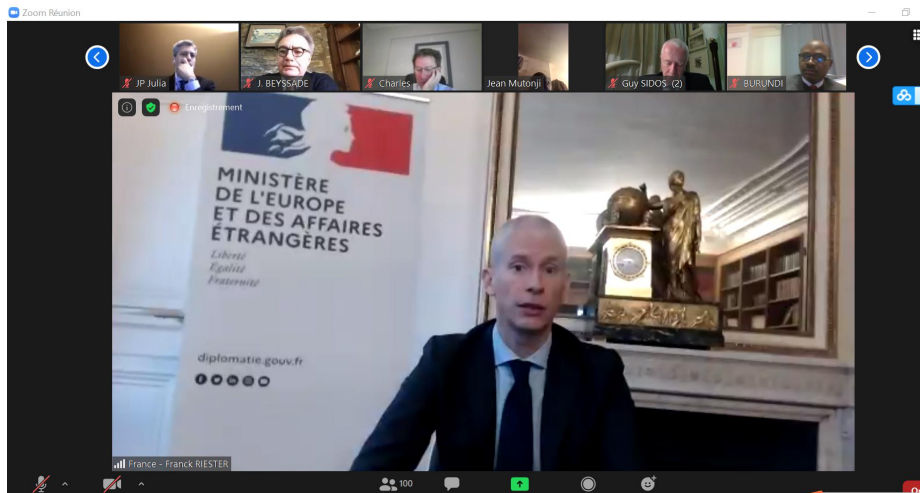 Zoom Réunion
JP Julia
J. BEYSSADE
Charles
Jean Mutonji
Guy SIDOS (2)
BURUNDI
Enregistrement
MINISTÈRE
DE L'EUROPE
ET DES AFFAIRES
ÉTRANGÈRES
Liberté
Égalité
Fraternité
diplomatie.gouv.fr
France - Franck RIESTER
100